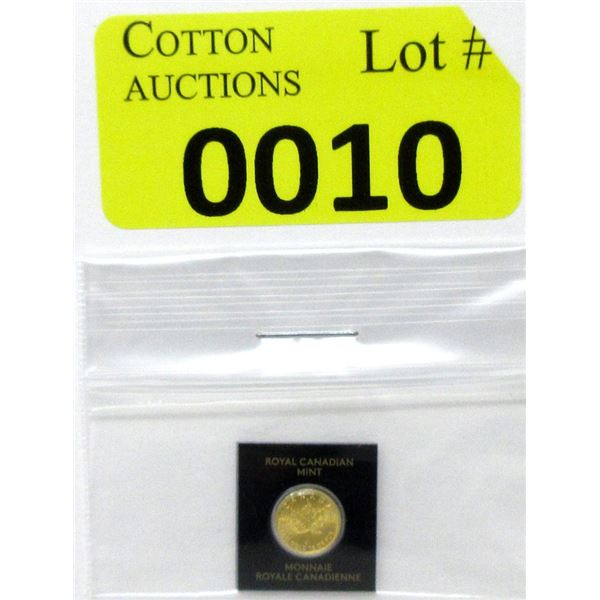 COTTON Lot #
AUCTIONS
0010
ROYAL CANADIAN
MINT
MONNAIE
ROYALE CANADIENNE